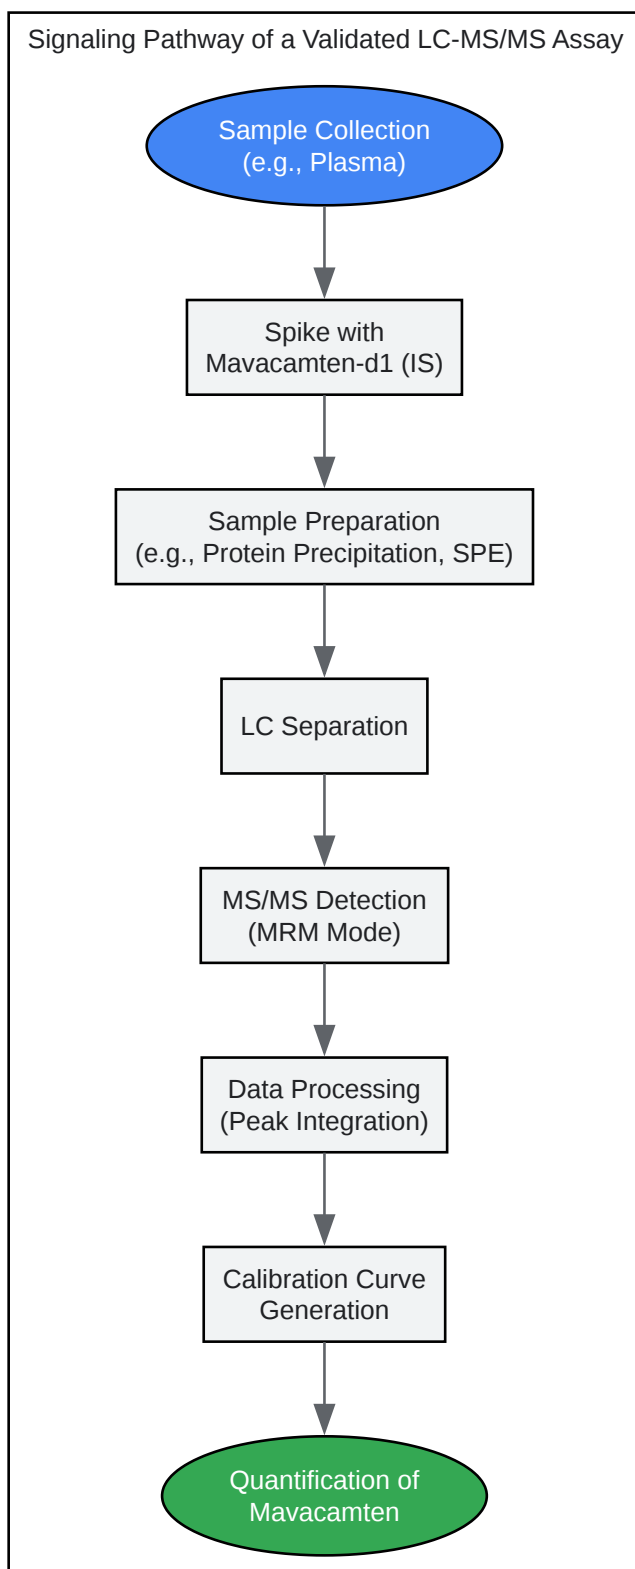 Signaling Pathway of a Validated LC-MS/MS Assay
Sample Collection
(e.g., Plasma)
Spike with
Mavacamten-d1 (IS)
Sample Preparation
(e.g., Protein Precipitation, SPE)
LC Separation
MS/MS Detection
(MRM Mode)
Data Processing
(Peak Integration)
Calibration Curve
Generation
Quantification of
Mavacamten